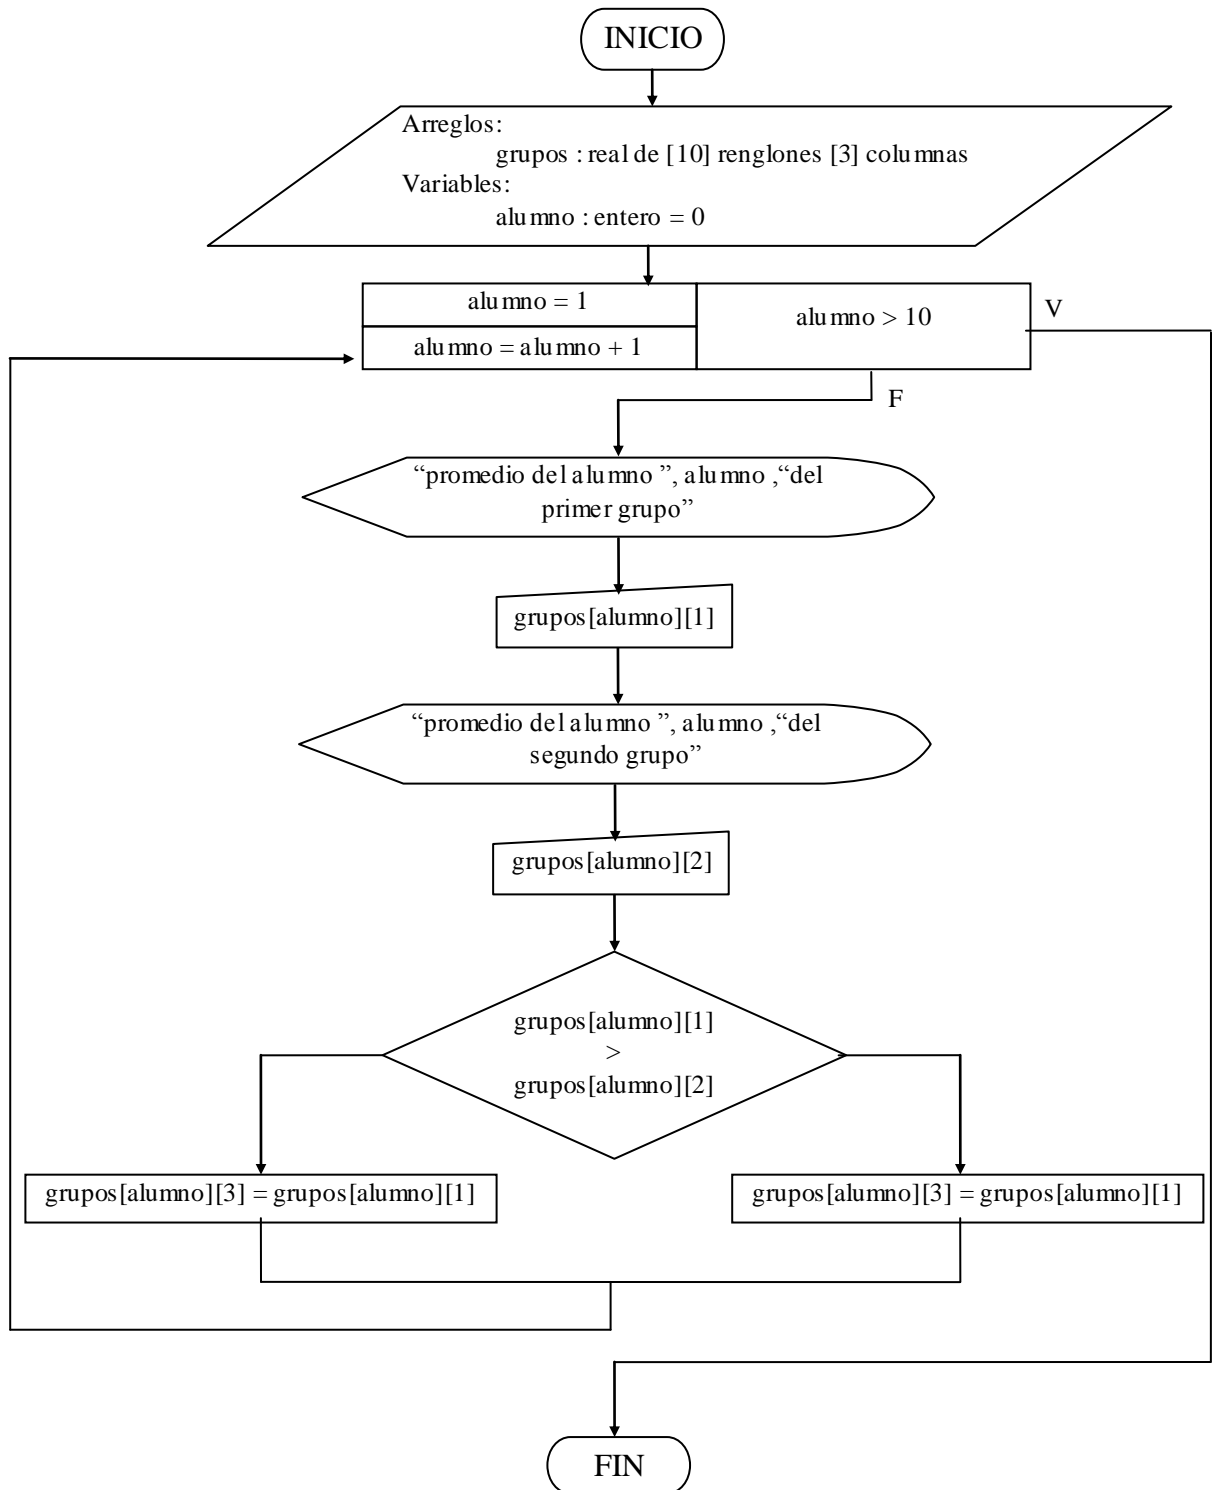 INICIO
Arreglos:
grupos : real de [10] renglones [3] columnas
Variables:
alumno : entero = 0
alumno = 1
alumno > 10
V
alumno = alumno + 1
F
“promedio del alumno ”, alumno ,“del
primer grupo”
grupos[alumno][1]
“promedio del alumno ”, alumno ,“del
segundo grupo”
grupos[alumno][2]
grupos[alumno][1]
>
grupos[alumno][2]
grupos[alumno][3] = grupos[alumno][1]
grupos[alumno][3] = grupos[alumno][1]
FIN